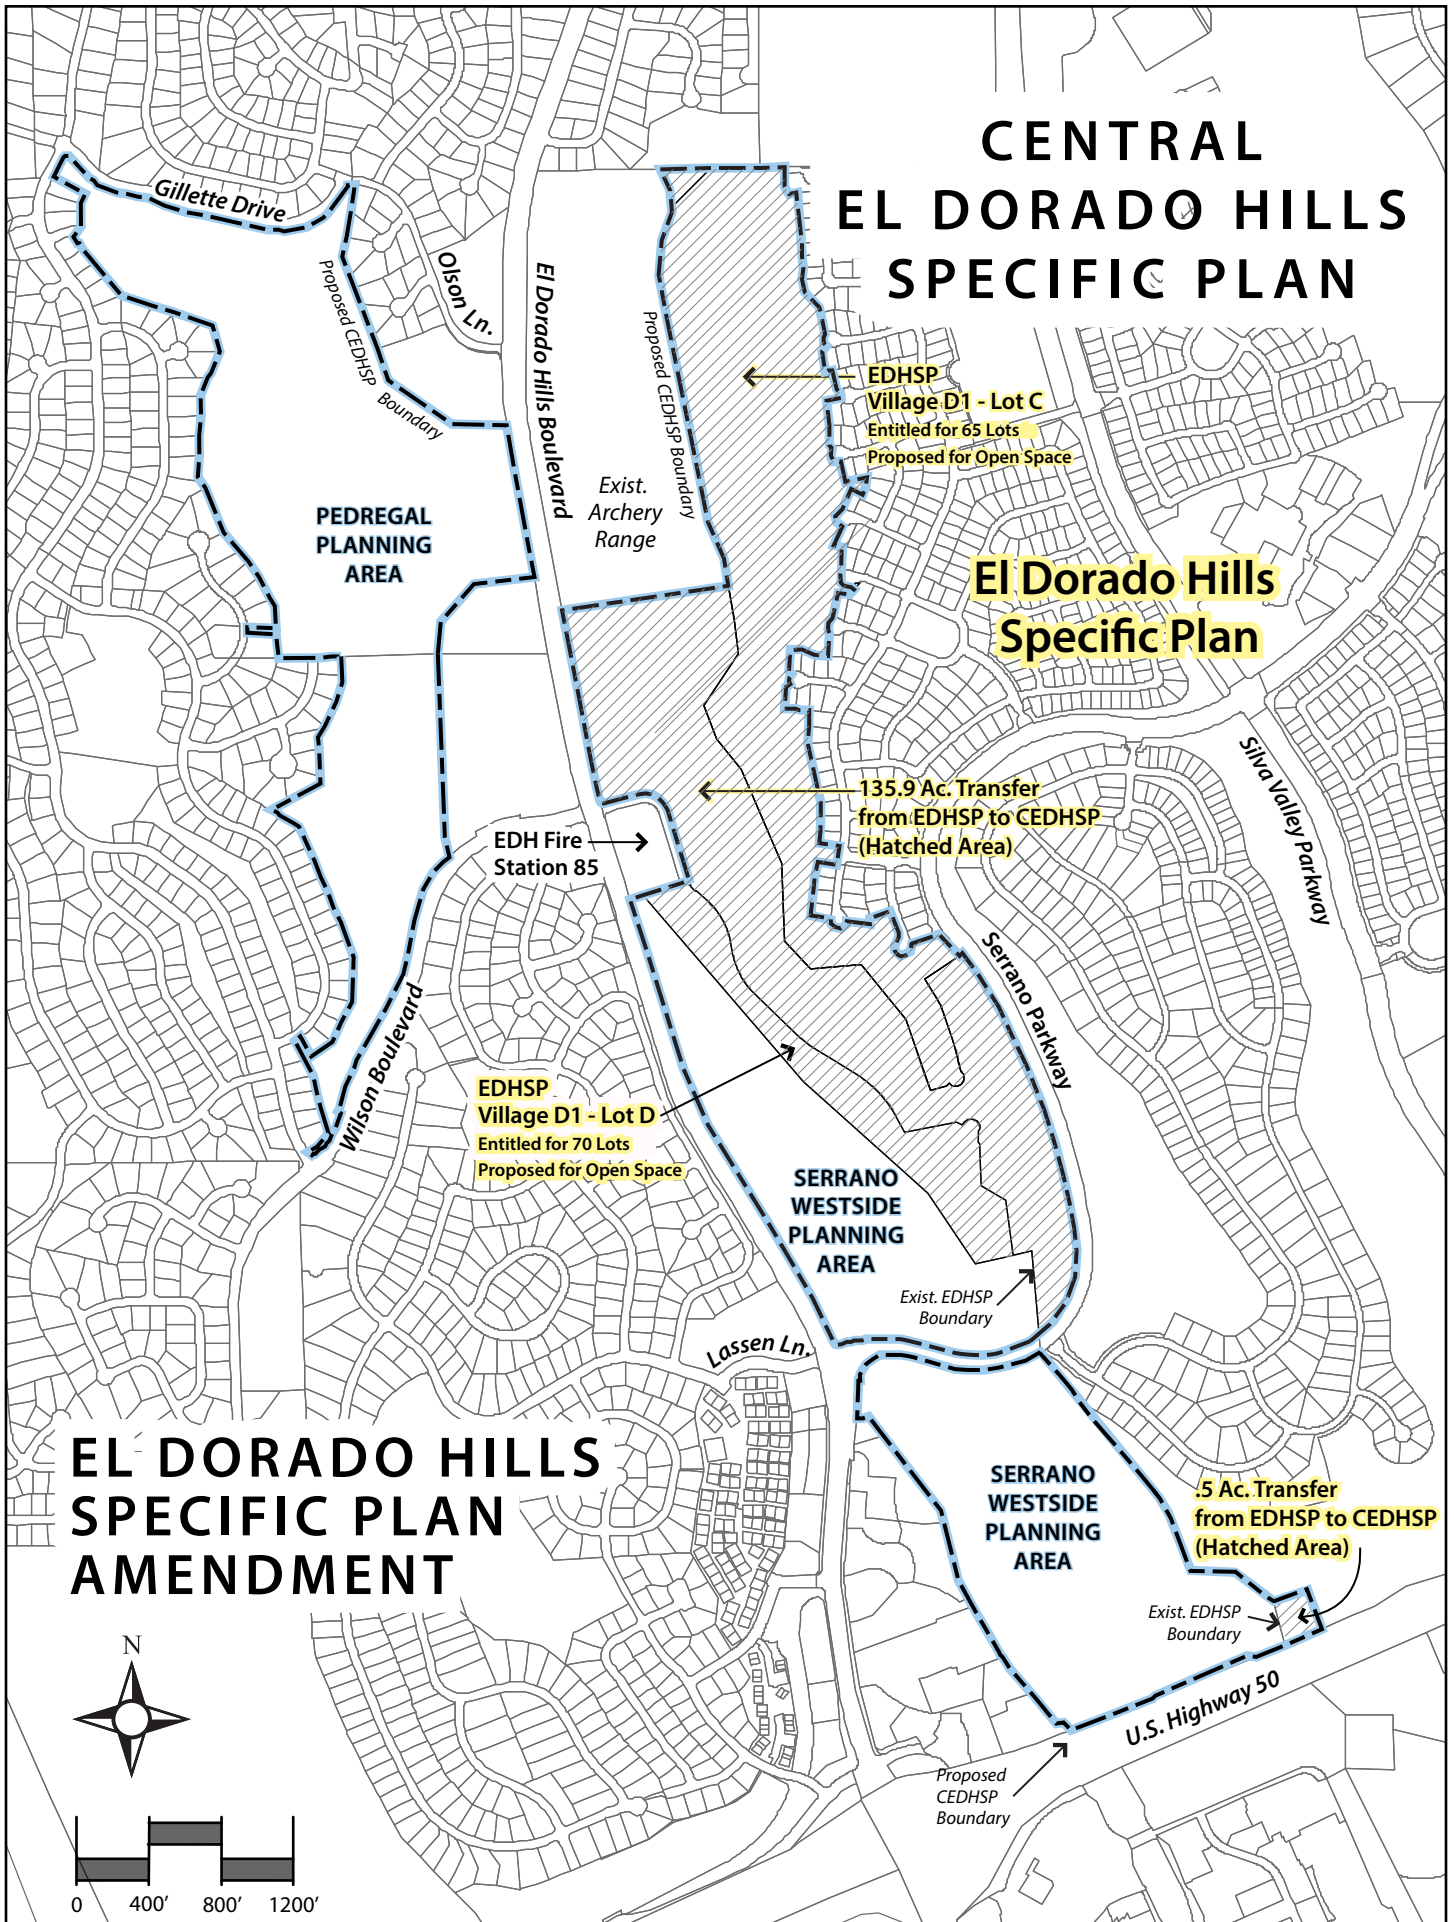 CENTRAL
EL DORADO HILLS
SPECIFIC PLAN
Gillette Drive
Olson Ln.
El Dorado Hills Boulevard
Proposed CEDHSP Boundary
Proposed CEDHSP Boundary
EDHSP
Village D1 - Lot C
Entitled for 65 Lots
Proposed for Open Space
Exist.
Archery
Range
PEDREGAL
PLANNING
AREA
El Dorado Hills
Specific Plan
Silva Valley Parkway
135.9 Ac. Transfer
from EDHSP to CEDHSP
(Hatched Area)
EDH Fire
Station 85
Serrano Parkway
Wilson Boulevard
EDHSP
Village D1 - Lot D
Entitled for 70 Lots
Proposed for Open Space
SERRANO
WESTSIDE
PLANNING
AREA
Exist. EDHSP
Boundary
Lassen Ln.
EL DORADO HILLS
SPECIFIC PLAN
AMENDMENT
SERRANO
WESTSIDE
PLANNING
AREA
.5 Ac. Transfer
from EDHSP to CEDHSP
(Hatched Area)
Exist. EDHSP
Boundary
U.S. Highway 50
Proposed
CEDHSP
Boundary
N
0 400' 800' 1200'